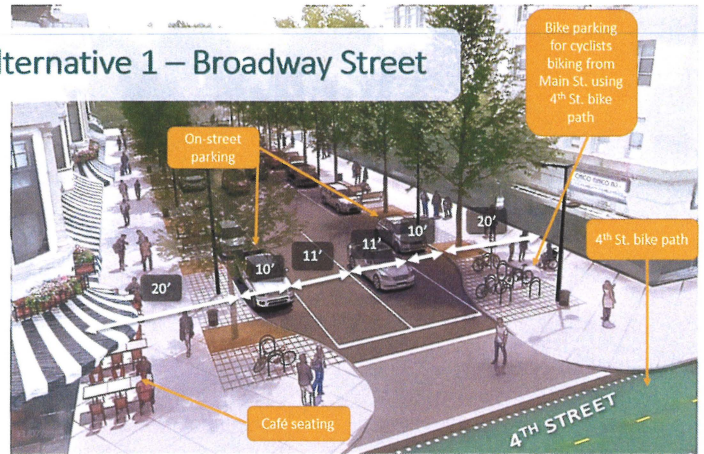 lternative 1 – Broadway Street
Bike parking
for cyclists
biking from
Main St. using
4th St. bike
path
On-street
parking
20'
10'
11'
11'
10'
20'
4th St. bike path
Café seating
4TH STREET